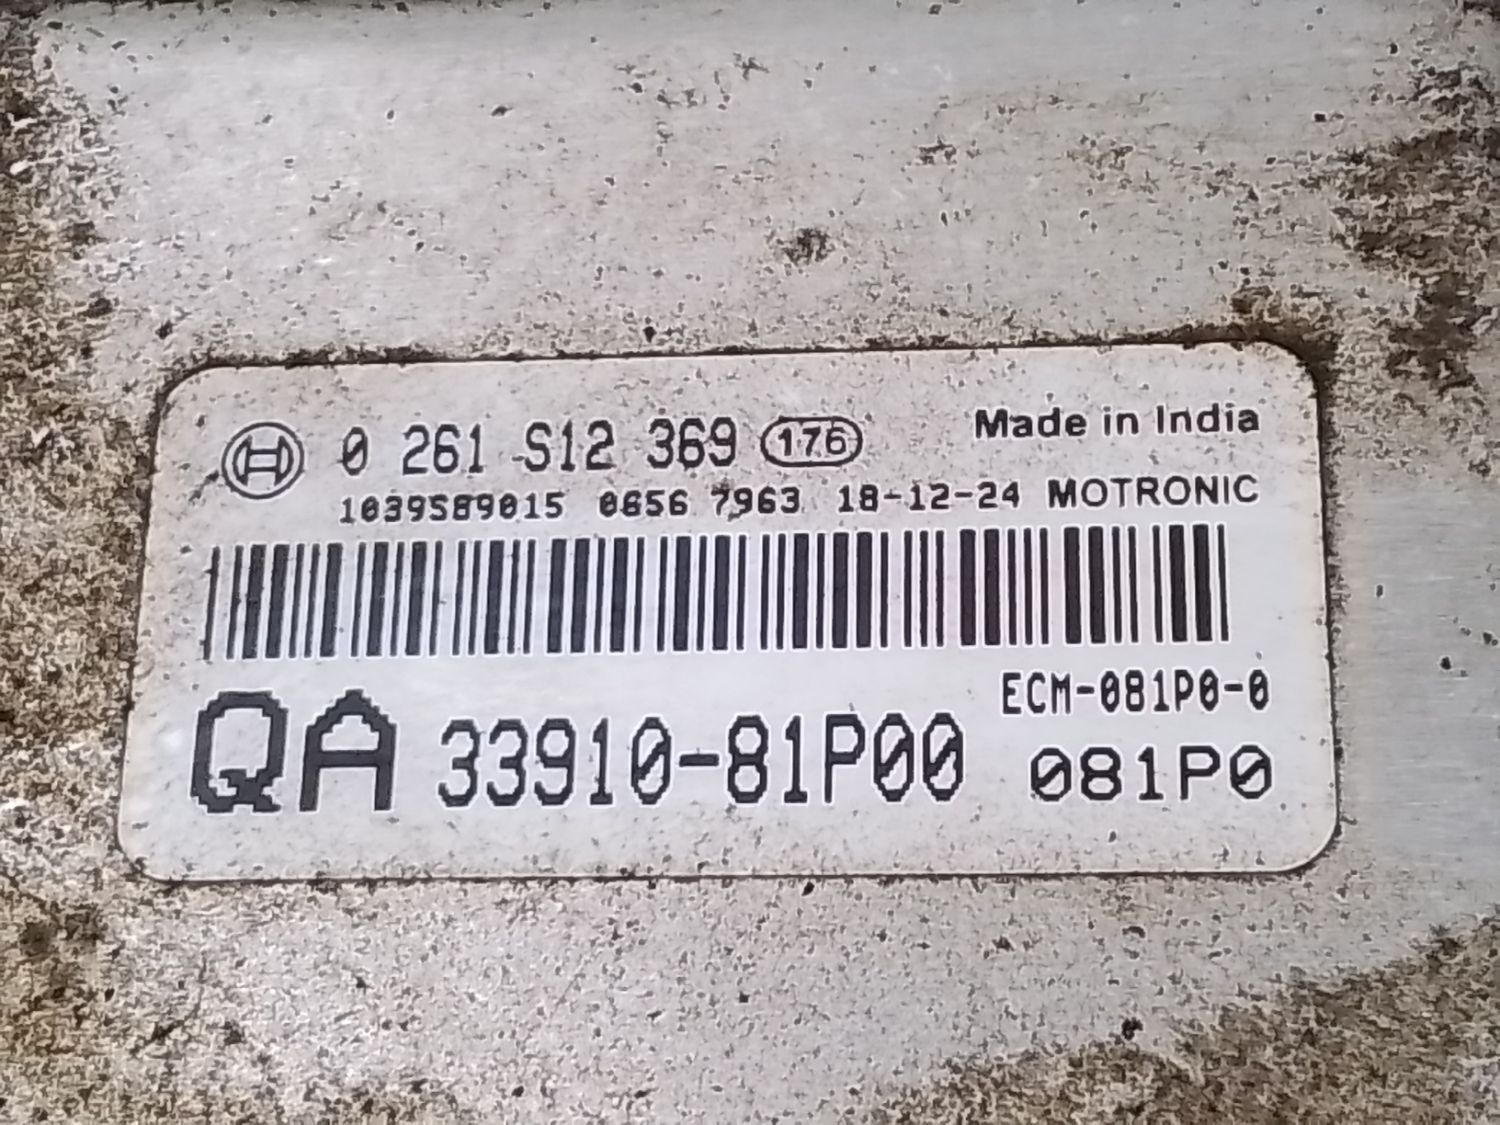 0 261 S12 369 176 Made in India
1039S89015 0656 7963 18-12-24 MOTRONIC
ECM-081P0-0
QA 33910-81P00 081P0